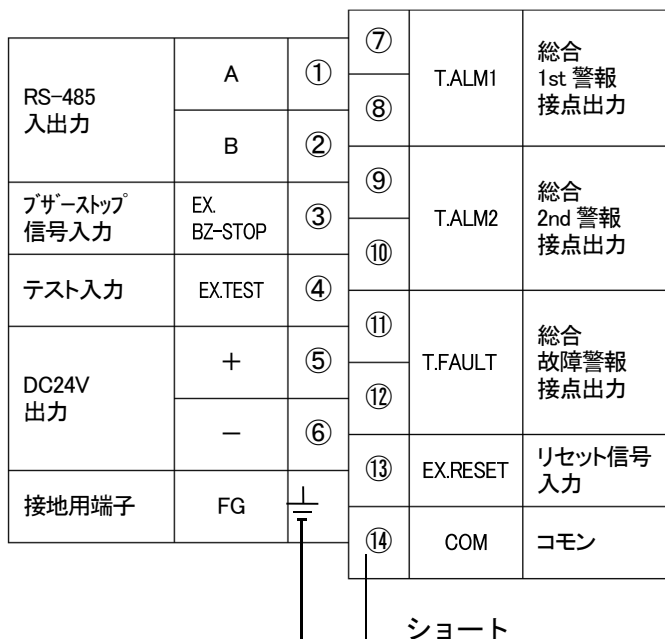 RS-485
入出力
A
①
B
②
ブザーストップ
信号入力
EX.
BZ-STOP
③
テスト入力
EX.TEST
④
DC24V
出力
+
⑤
−
⑥
接地用端子
FG
⑦
⑧
T.ALM1
総合
1st 警報
接点出力
⑨
⑩
T.ALM2
総合
2nd 警報
接点出力
⑪
⑫
T.FAULT
総合
故障警報
接点出力
⑬
EX.RESET
リセット信号
入力
⑭
COM
コモン
ショート